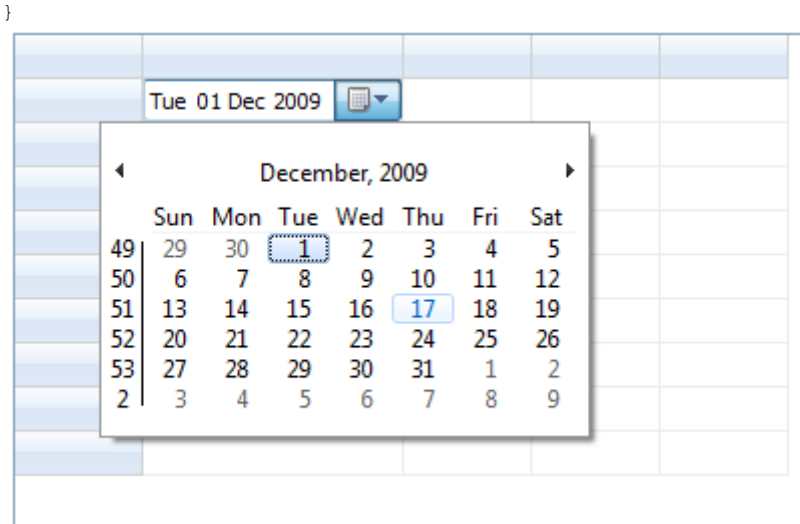 }
Tue 01 Dec 2009
December, 2009
Sun Mon Tue Wed Thu Fri Sat
49 29 30 1 2 3 4 5
50 6 7 8 9 10 11 12
51 13 14 15 16 17 18 19
52 20 21 22 23 24 25 26
53 27 28 29 30 31 1 2
2 3 4 5 6 7 8 9